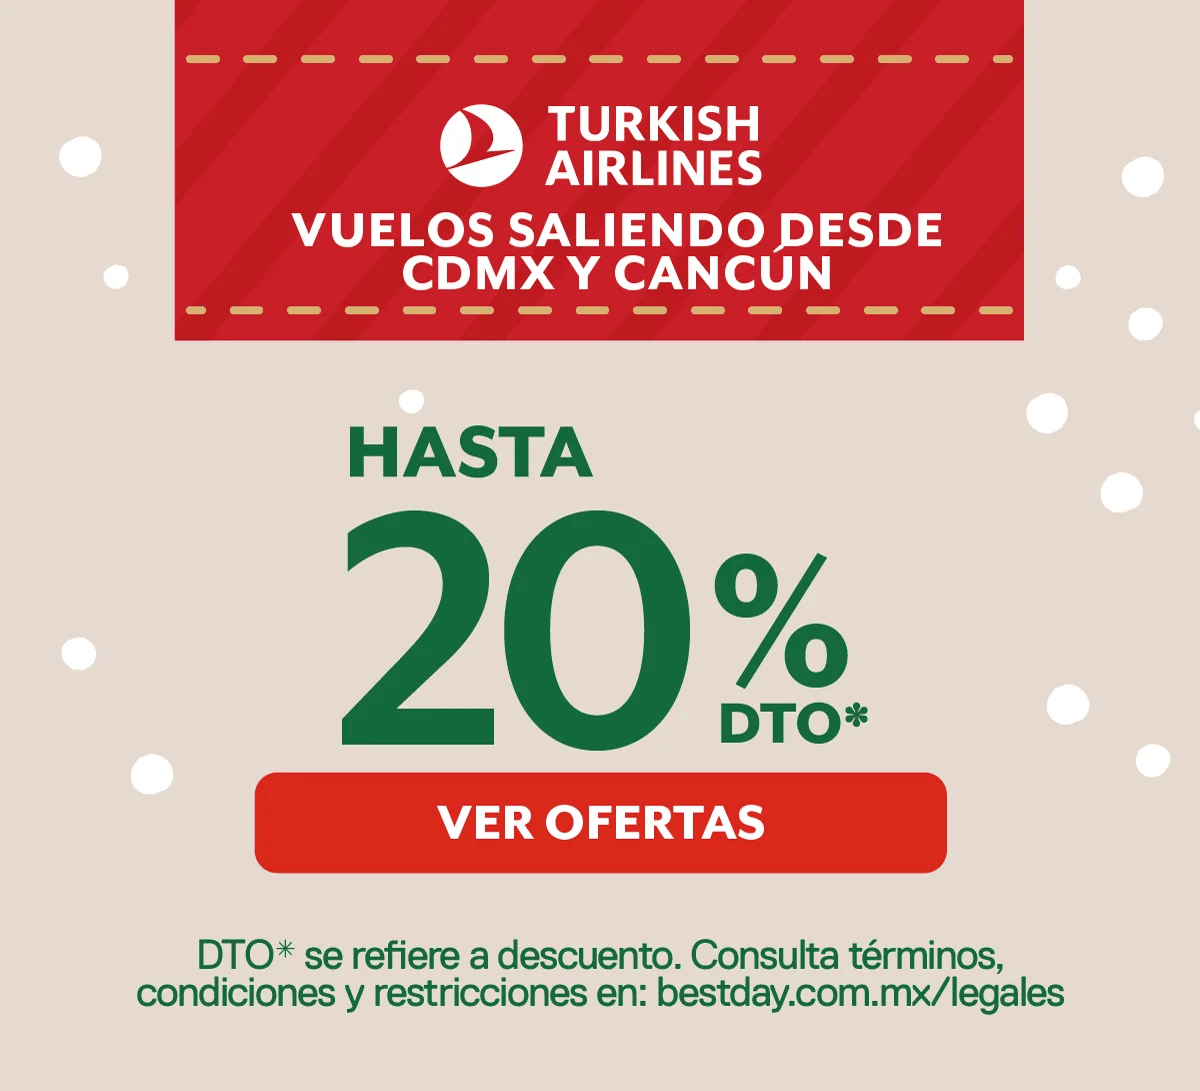 TURKISH
AIRLINES
VUELOS SALIENDO DESDE
CDMX Y CANCÚN
HASTA
20%
DTO*
VER OFERTAS
DTO* se refiere a descuento. Consulta términos,
condiciones y restricciones en: bestday.com.mx/legales